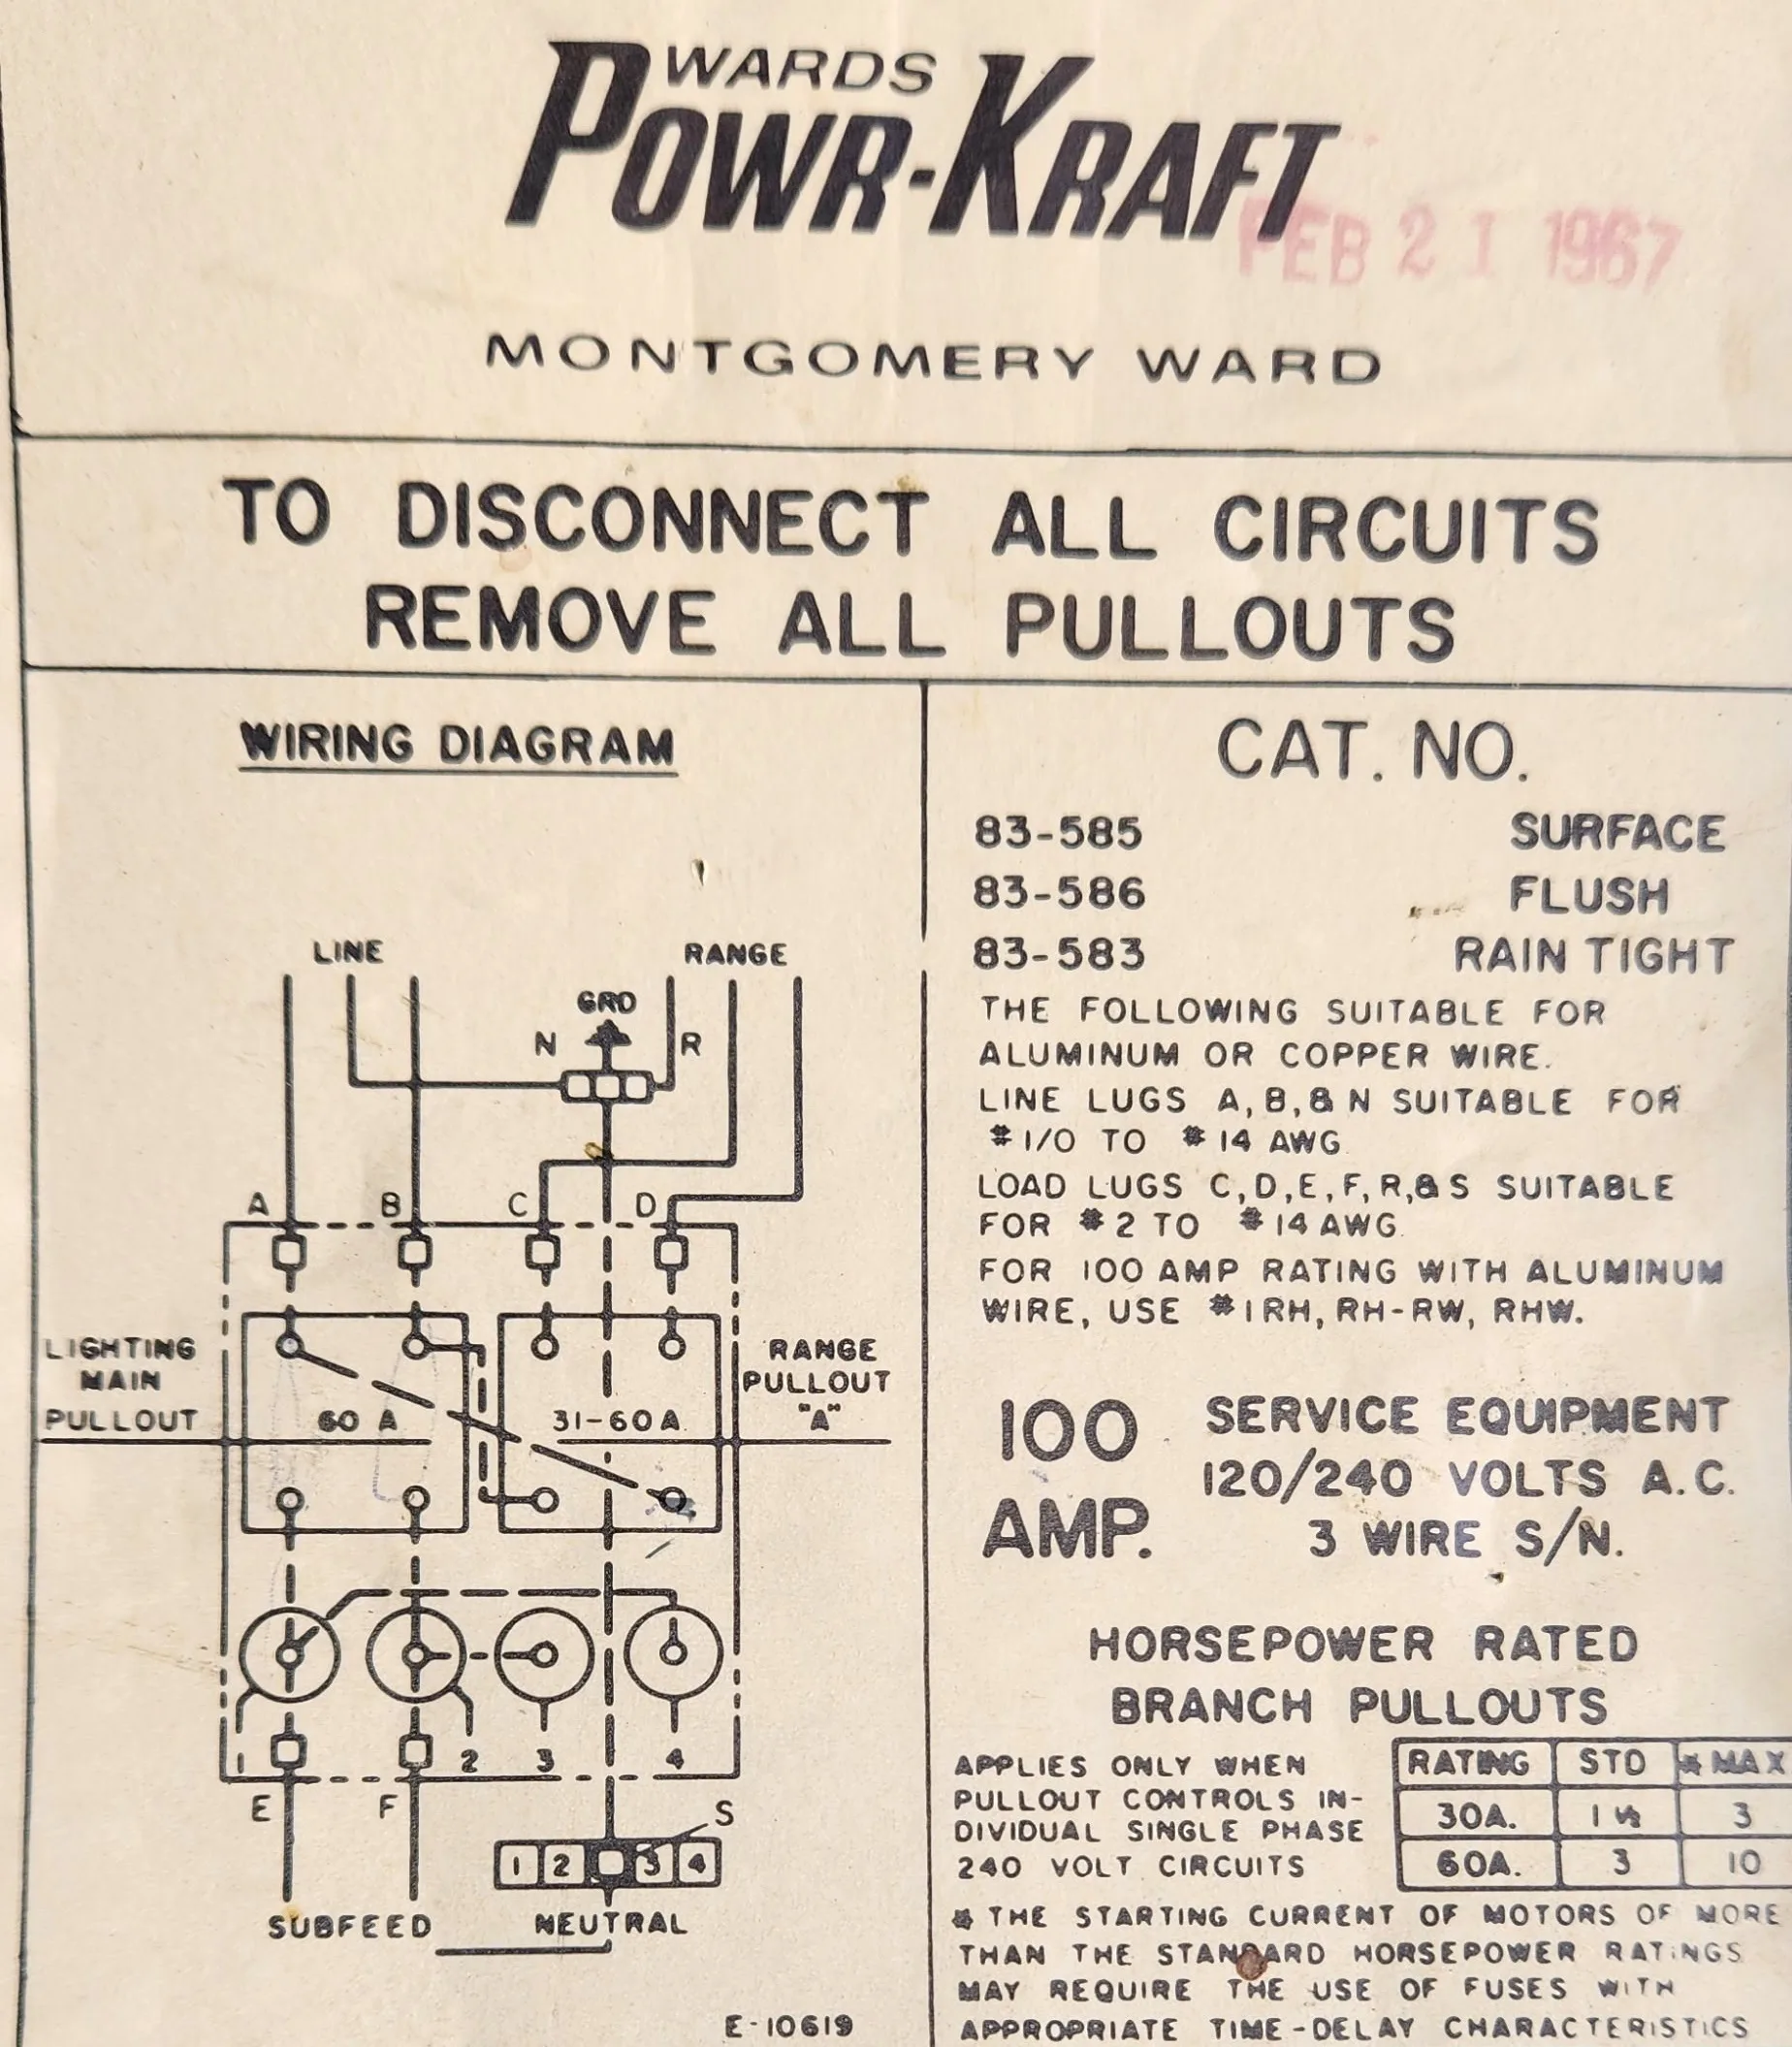 WARDS
POWR-KRAFT
FEB 21 1967
MONTGOMERY WARD
TO DISCONNECT ALL CIRCUITS
REMOVE ALL PULLOUTS
WIRING DIAGRAM
LINE
RANGE
GRD
N
R
A
B
C
D
LIGHTING
MAIN
PULLOUT
60 A
31-60A
RANGE
PULLOUT
"A"
1
2
3
4
E
F
S
1 2 3 4
SUBFEED
NEUTRAL
E-10619
CAT. NO.
83-585 SURFACE
83-586 FLUSH
83-583 RAIN TIGHT
THE FOLLOWING SUITABLE FOR
ALUMINUM OR COPPER WIRE.
LINE LUGS A, B, & N SUITABLE FOR
#1/0 TO #14 AWG
LOAD LUGS C, D, E, F, R, & S SUITABLE
FOR #2 TO #14 AWG.
FOR 100 AMP RATING WITH ALUMINUM
WIRE, USE #1RH, RH-RW, RHW.
100
AMP.
SERVICE EQUIPMENT
120/240 VOLTS A.C.
3 WIRE S/N.
HORSEPOWER RATED
BRANCH PULLOUTS
APPLIES ONLY WHEN
PULLOUT CONTROLS IN-
DIVIDUAL SINGLE PHASE
240 VOLT CIRCUITS
RATING STD * MAX
30A. 1 1/2 3
60A. 3 10
* THE STARTING CURRENT OF MOTORS OF MORE
THAN THE STANDARD HORSEPOWER RATINGS
MAY REQUIRE THE USE OF FUSES WITH
APPROPRIATE TIME-DELAY CHARACTERISTICS